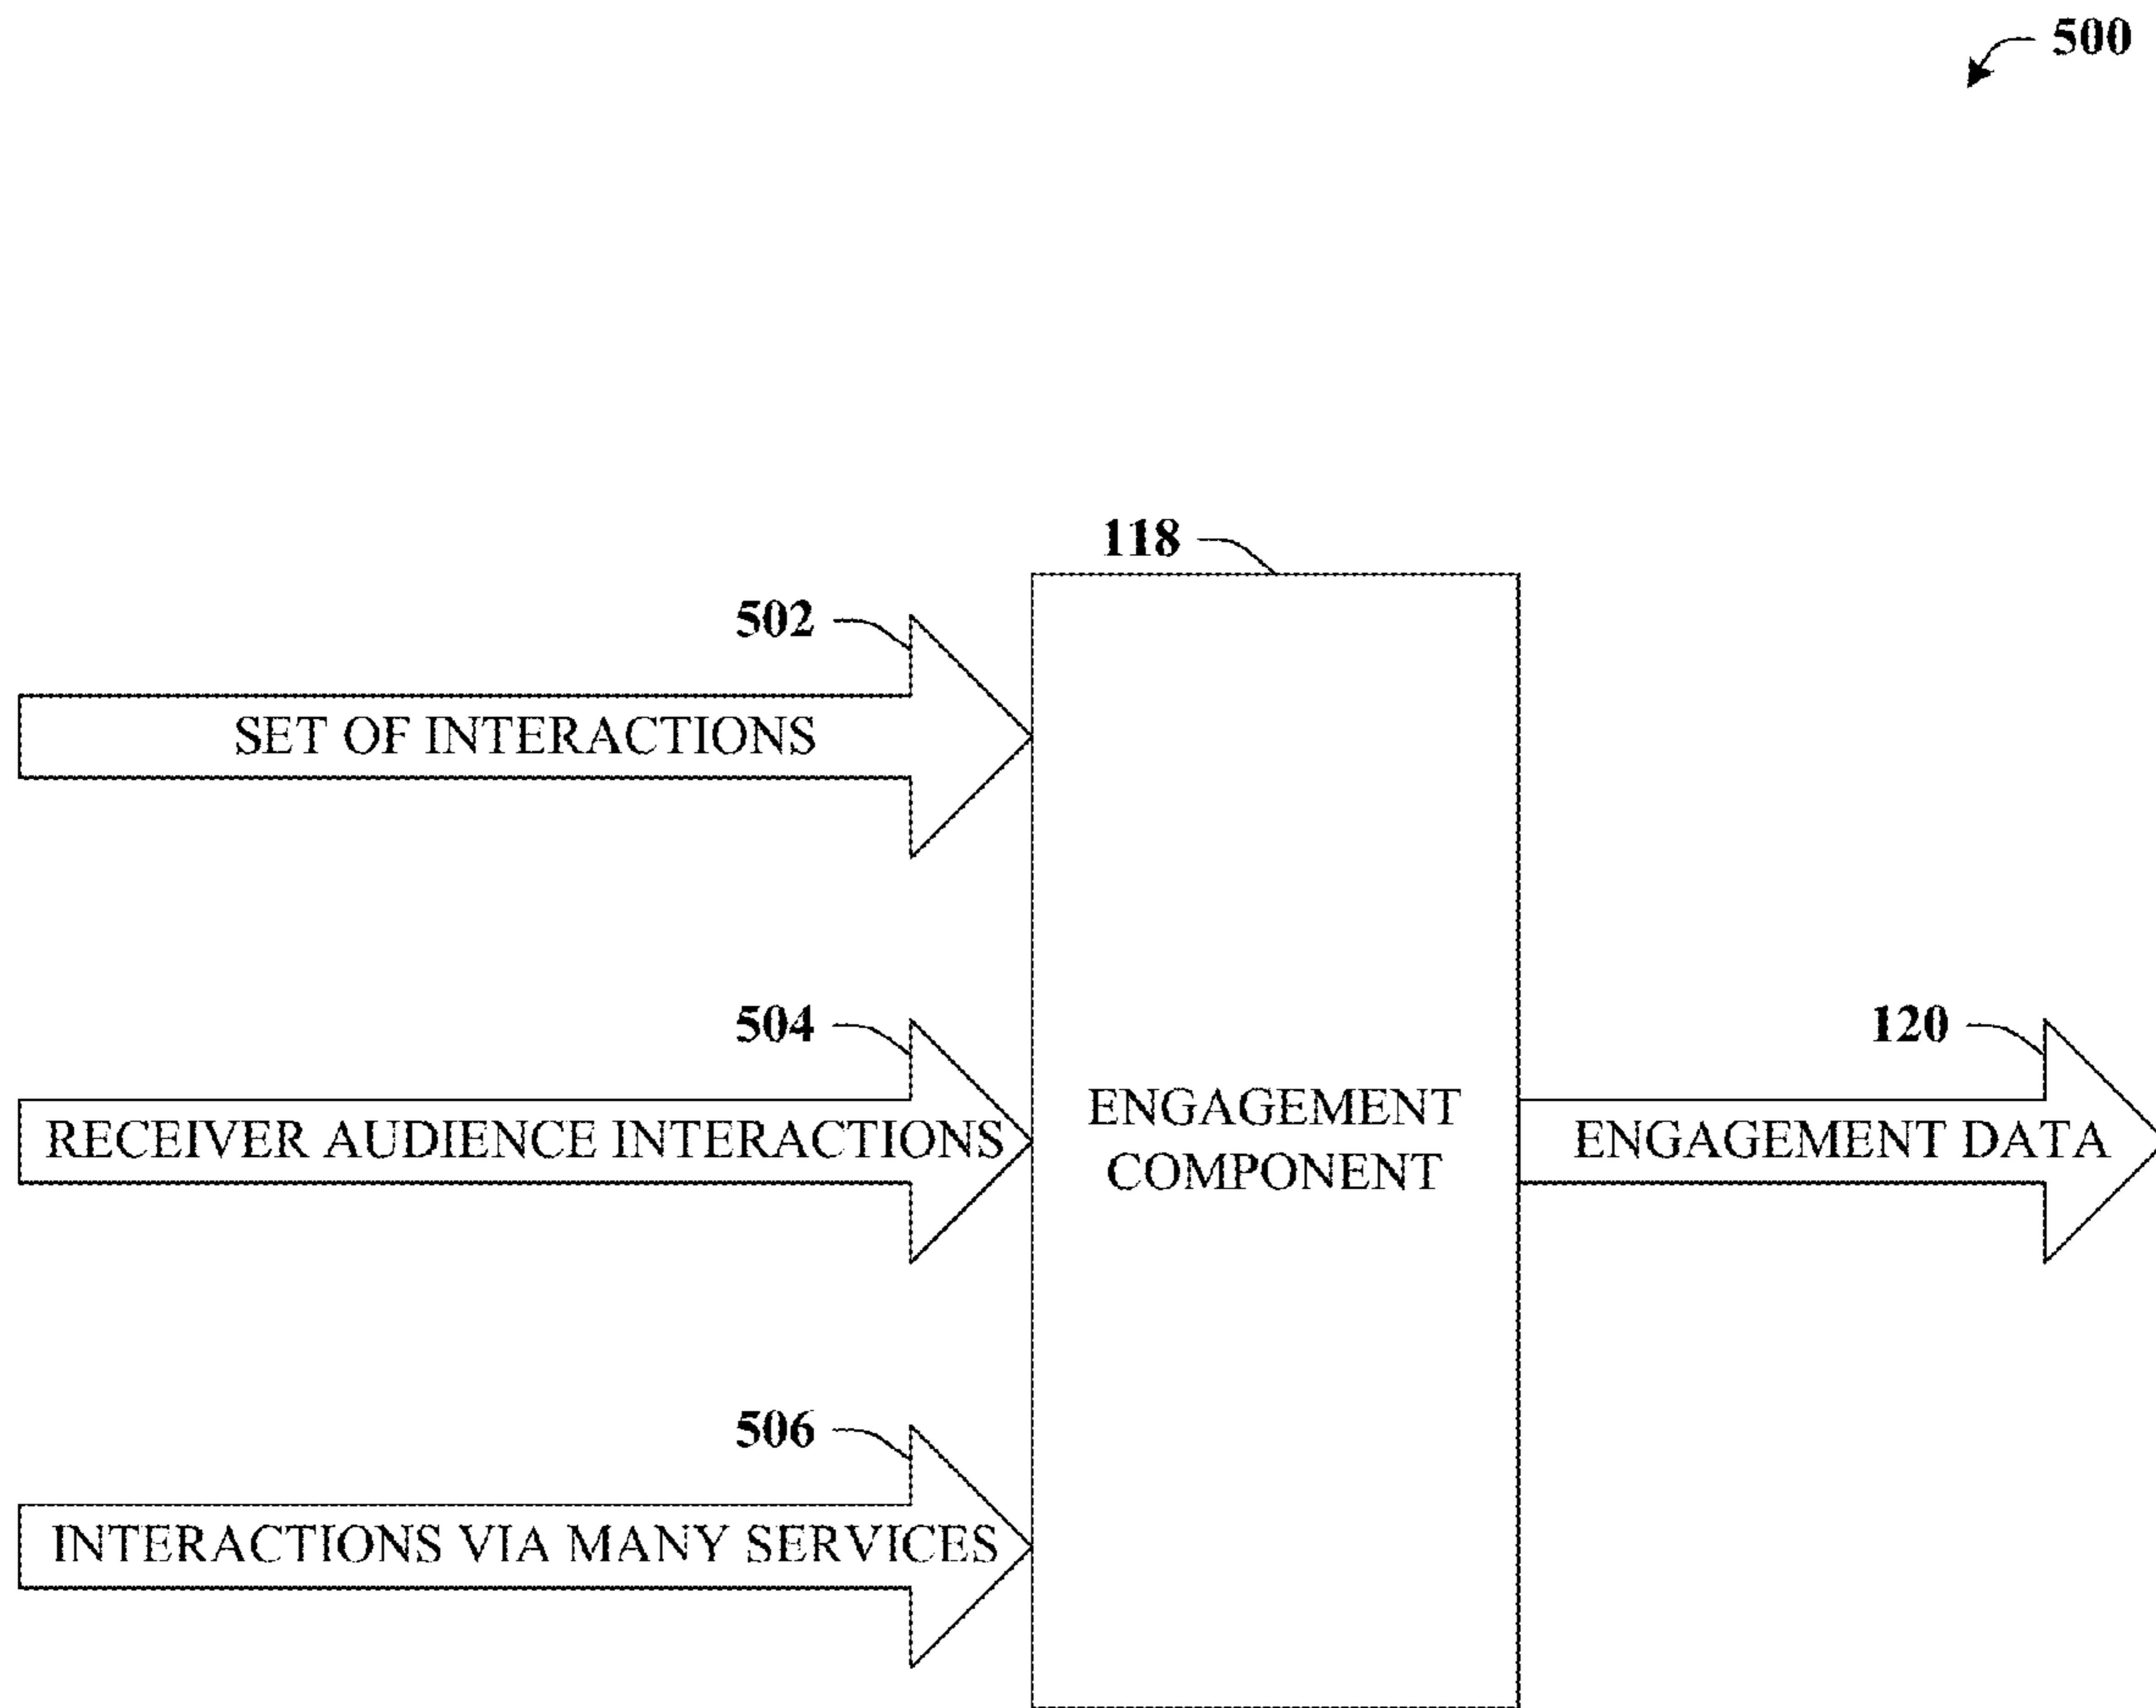 500
118
502
SET OF INTERACTIONS
504
120
RECEIVER AUDIENCE INTERACTIONS
ENGAGEMENT
COMPONENT
ENGAGEMENT DATA
506
INTERACTIONS VIA MANY SERVICES